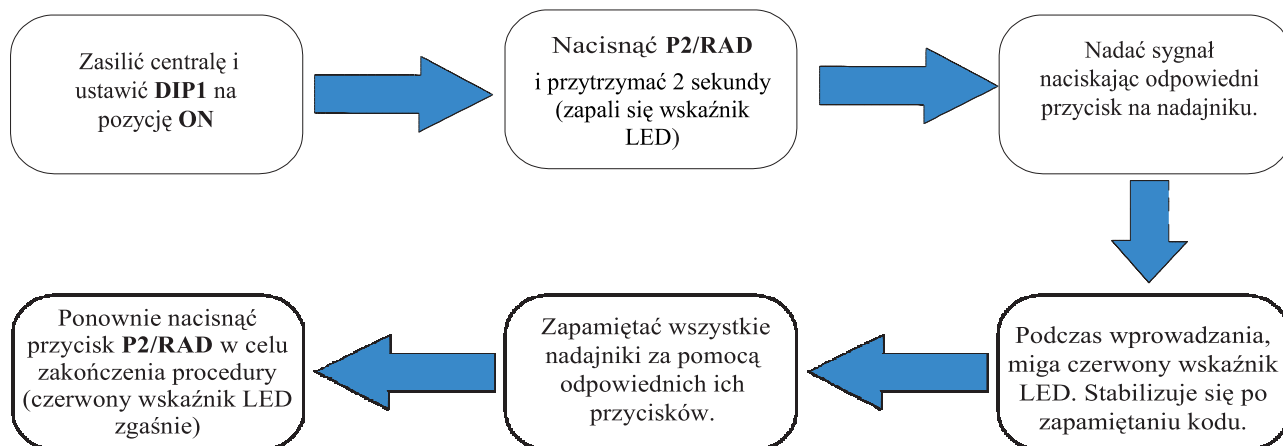 Zasilić centralę i
ustawić DIP1 na
pozycję ON
Nacisnąć P2/RAD
i przytrzymać 2 sekundy
(zapali się wskaźnik
LED)
Nadać sygnał
naciskając odpowiedni
przycisk na nadajniku.
Podczas wprowadzania,
miga czerwony wskaźnik
LED. Stabilizuje się po
zapamiętaniu kodu.
Zapamiętać wszystkie
nadajniki za pomocą
odpowiednich ich
przycisków.
Ponownie nacisnąć
przycisk P2/RAD w celu
zakończenia procedury
(czerwony wskaźnik LED
zgaśnie)